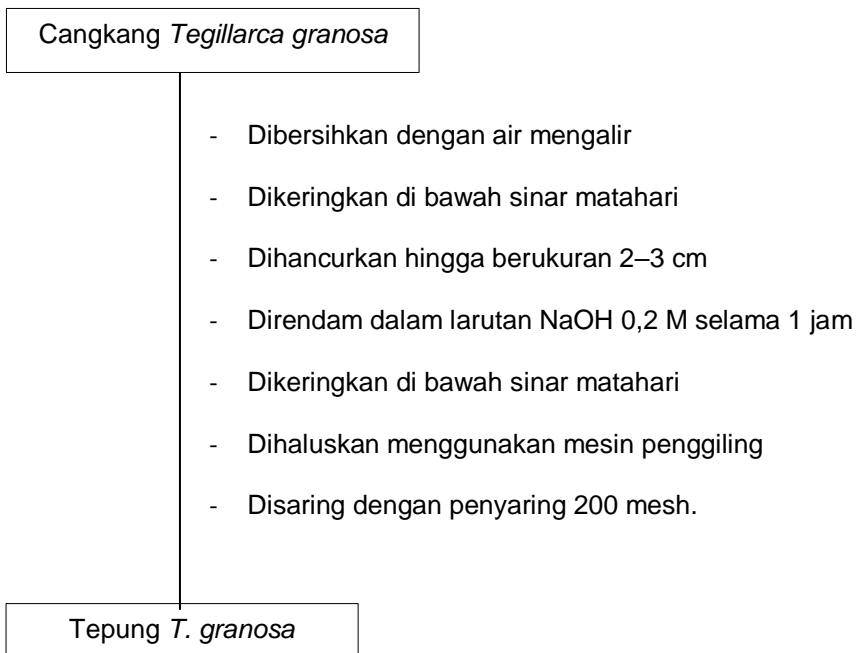 Cangkang Tegillarca granosa
- Dibersihkan dengan air mengalir
- Dikeringkan di bawah sinar matahari
- Dihancurkan hingga berukuran 2–3 cm
- Direndam dalam larutan NaOH 0,2 M selama 1 jam
- Dikeringkan di bawah sinar matahari
- Dihaluskan menggunakan mesin penggiling
- Disaring dengan penyaring 200 mesh.
Tepung T. granosa